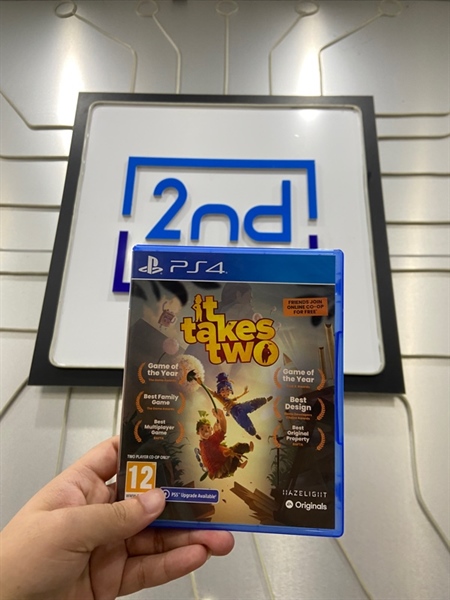 2nd
PS4
FRIENDS JOIN
ONLINE CO-OP
FOR FREE
it
takes
two
Game of
the Year
Best Family
Game
Best
Multiplayer
Game
Game of
the Year
Best
Design
Best
Original
Property
TWO PLAYER CO-OP ONLY
12
PS5 Upgrade Available
HAZELIGHT
EA Originals